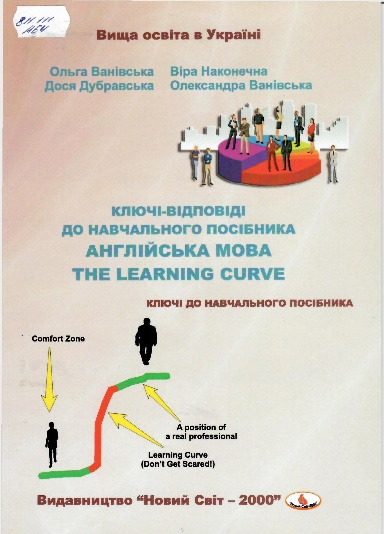 811.111
Вища освіта в Україні
Ольга Ванівська Віра Наконечна
Дося Дубравська Олександра Ванівська
КЛЮЧІ-ВІДПОВІДІ
ДО НАВЧАЛЬНОГО ПОСІБНИКА
АНГЛІЙСЬКА МОВА
THE LEARNING CURVE
КЛЮЧІ ДО НАВЧАЛЬНОГО ПОСІБНИКА
Comfort Zone
A position of
a real professional
Learning Curve
(Don't Get Scared!)
Видавництво "Новий Світ – 2000"